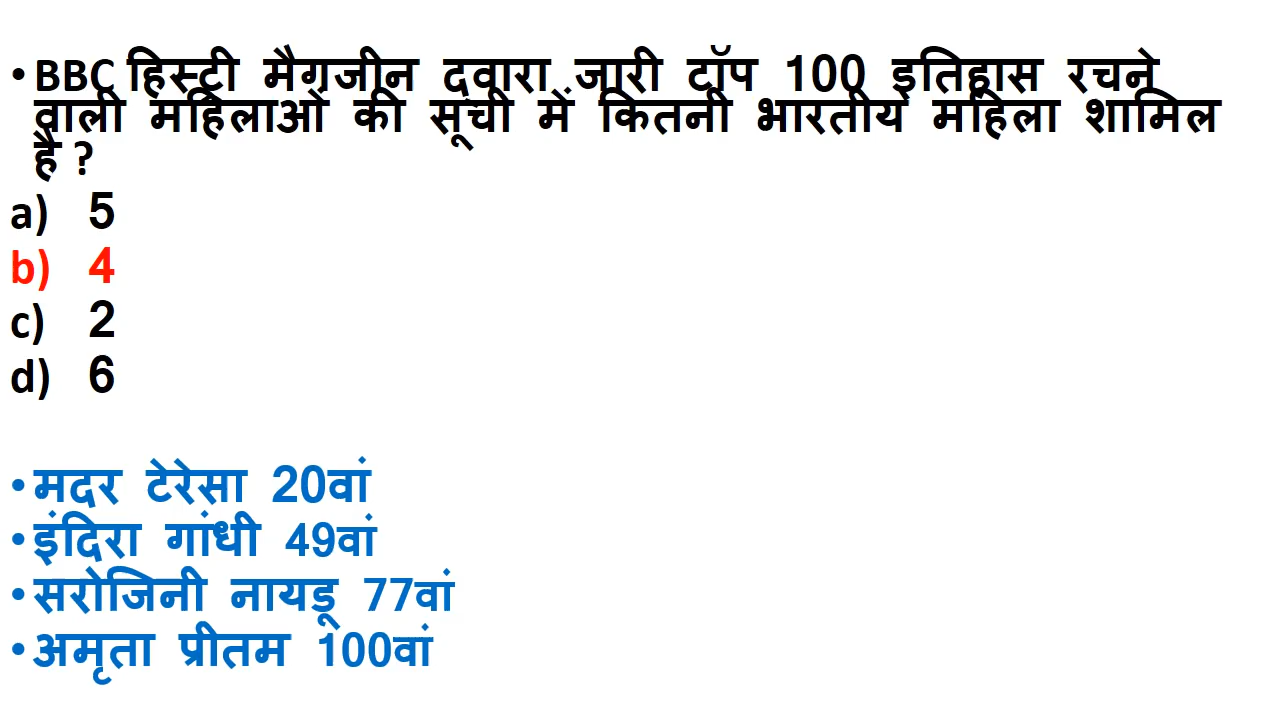 • BBC हिस्ट्री मैगजीन द्वारा जारी टॉप 100 इतिहास रचने
वाली महिलाओं की सूंची में कितनी भारतीय महिला शामिल
है ?
a) 5
b) 4
c) 2
d) 6
• मदर टेरेसा 20वां
• इंदिरा गांधी 49वां
• सरोजिनी नायडू 77वां
• अमृता प्रीतम 100वां